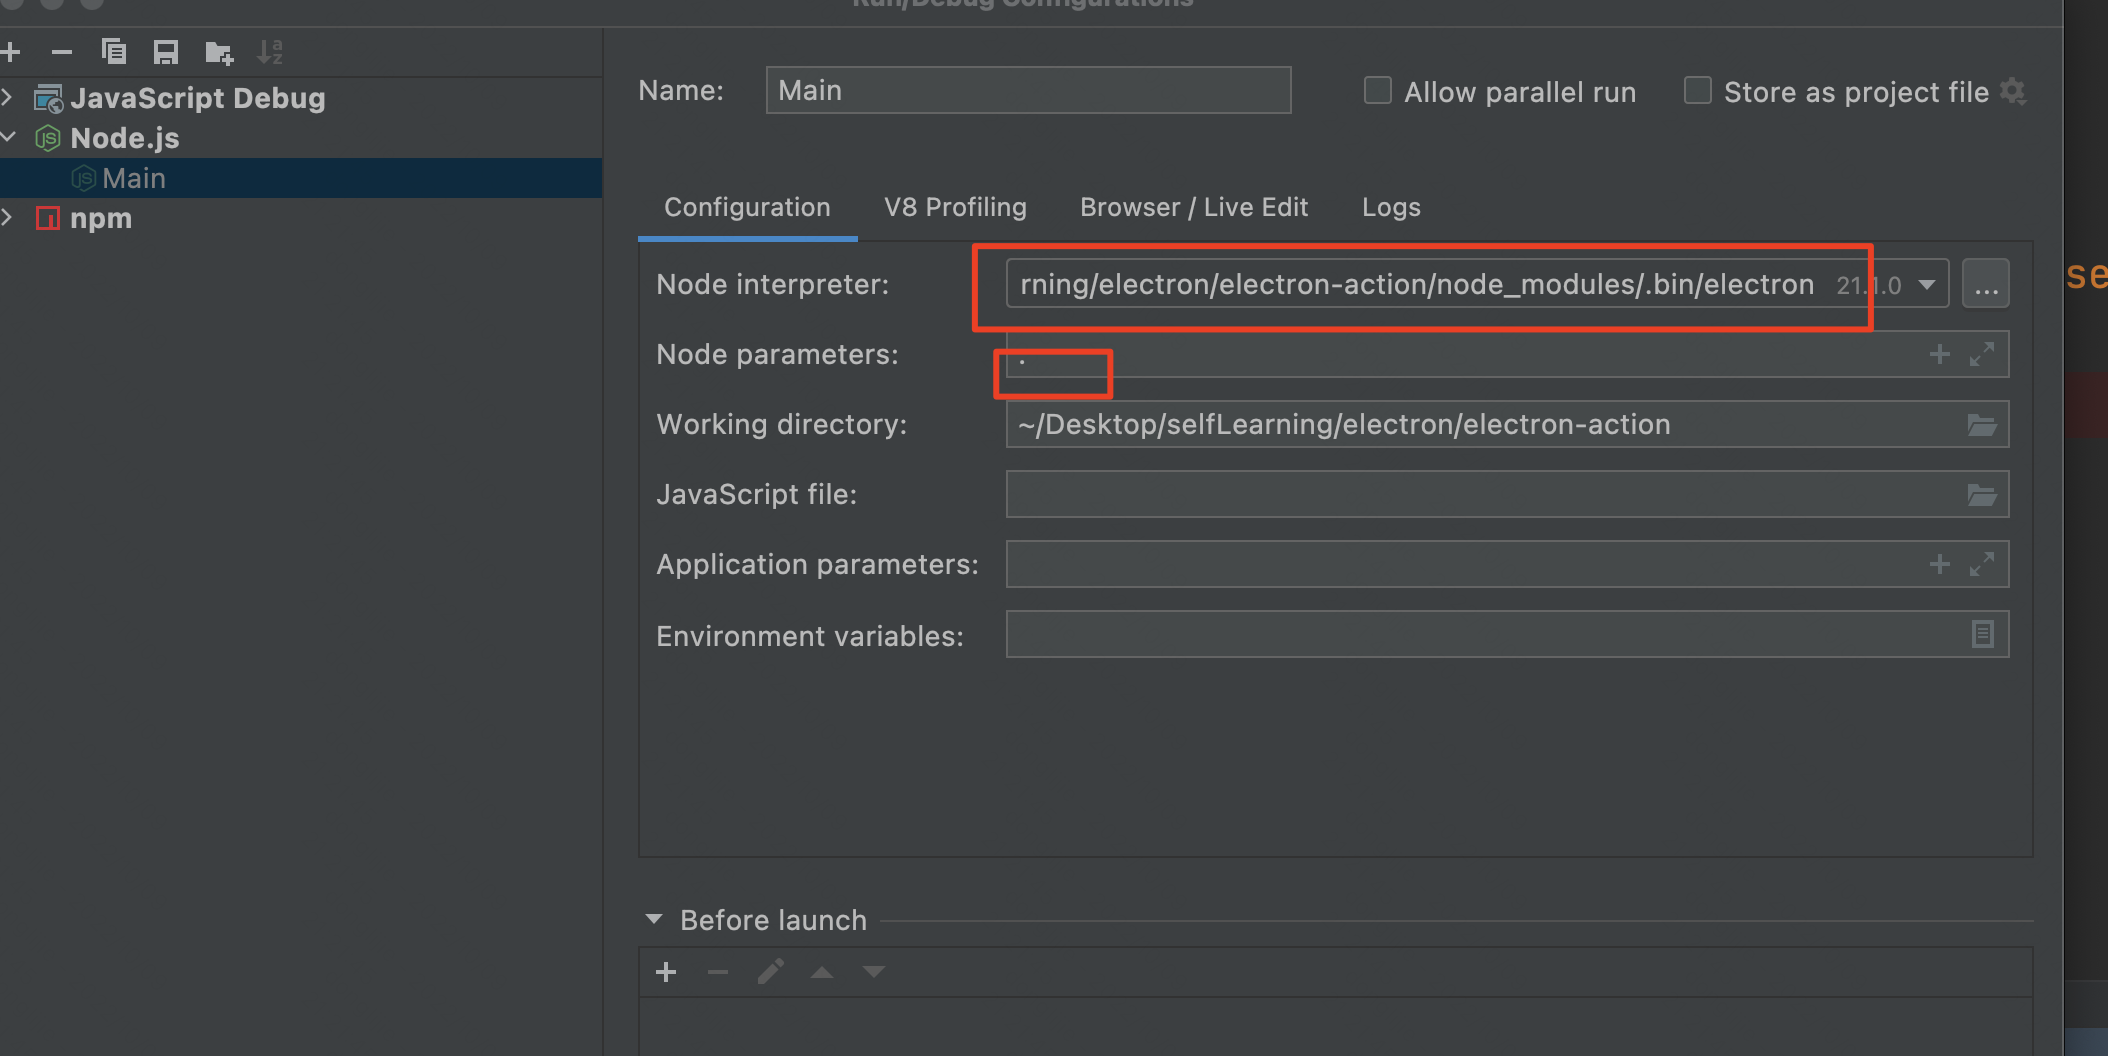 Run/Debug Configurations
JavaScript Debug
Node.js
Main
npm
Name: Main
Allow parallel run
Store as project file
Configuration V8 Profiling Browser / Live Edit Logs
Node interpreter: rning/electron/electron-action/node_modules/.bin/electron 21.1.0 ...
Node parameters: .
Working directory: ~/Desktop/selfLearning/electron/electron-action
JavaScript file:
Application parameters:
Environment variables:
Before launch
se